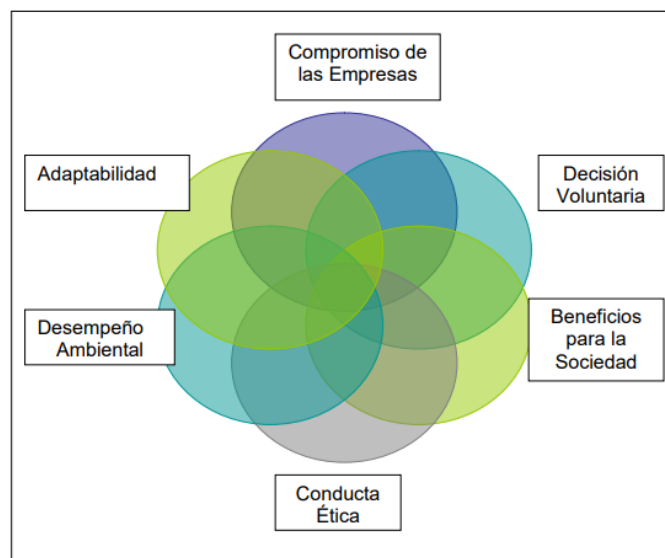 Compromiso de
las Empresas
Adaptabilidad
Decisión
Voluntaria
Desempeño
Ambiental
Beneficios
para la
Sociedad
Conducta
Ética